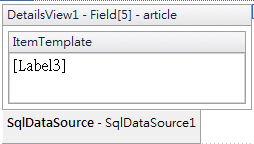 DetailsView1 - Field[5] - article
ItemTemplate
[Label3]
SqlDataSource - SqlDataSource1